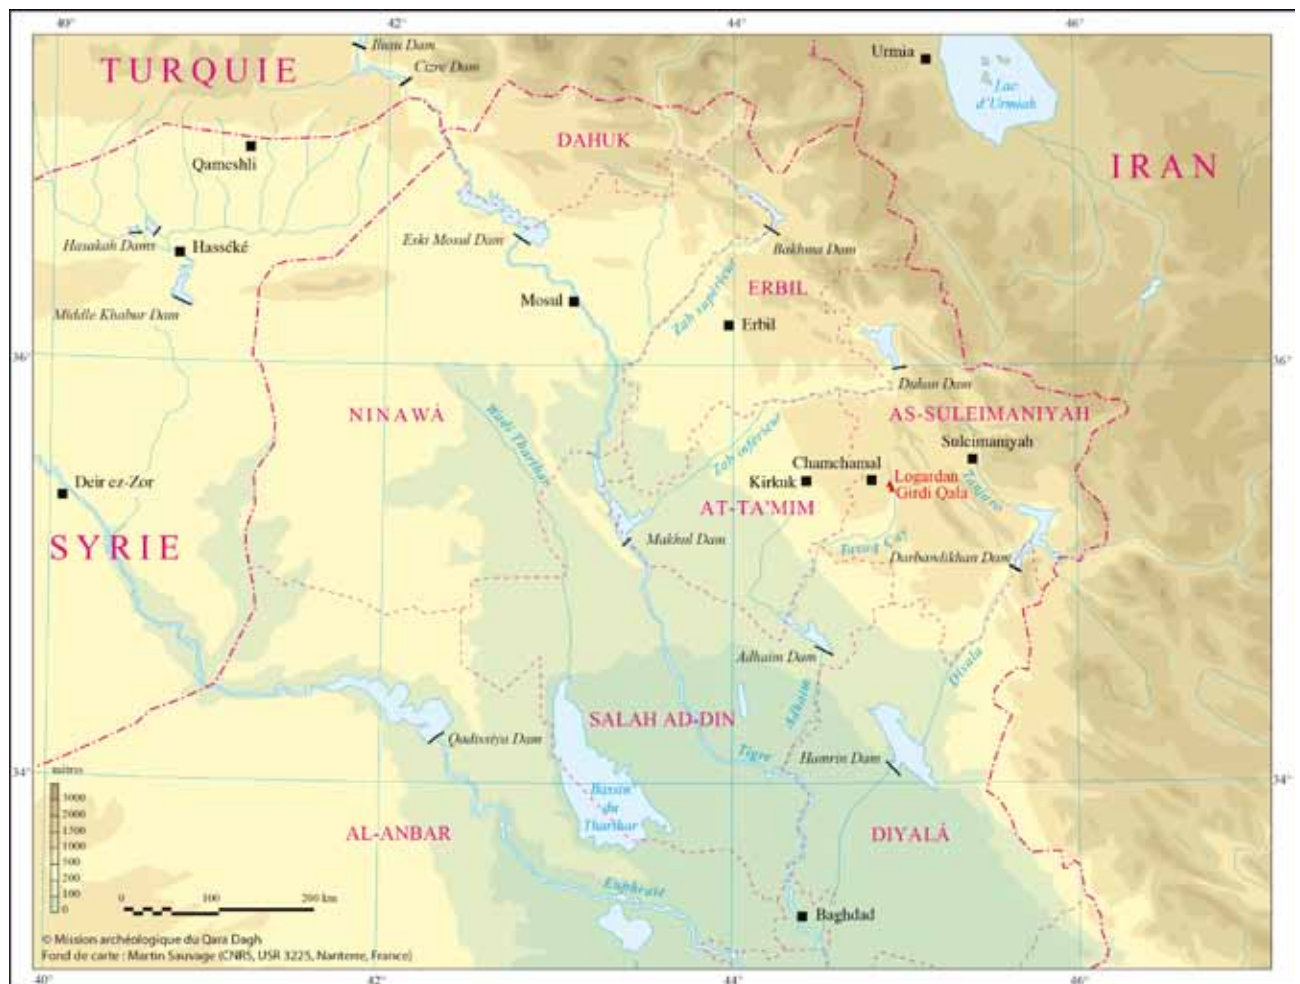 40°
42°
44°
46°
Ilusu Dam
Cizre Dam
TURQUIE
Urmia
Lac
d'Urmiah
DAHUK
IRAN
Qameshli
Hasakah Dams
Hasséké
Eski Mosul Dam
Bakhma Dam
Middle Khabur Dam
Mosul
Zab supérieur
ERBIL
Erbil
36°
36°
Dukan Dam
NINAWÁ
Wadi Tharthar
AS-SULEIMANIYAH
Zab inférieur
Suleimaniyah
Chamchamal
Kirkuk
Logardan
Girdi Qala
Tanjaro
Deir ez-Zor
AT-TA'MIM
SYRIE
Makhul Dam
Darbandikhan Dam
Adhaim Dam
Diyala
Adhaim
SALAH AD-DIN
Qadissiya Dam
Tigre
Hamrin Dam
34°
34°
mètres
3000
2000
1500
1000
500
200
100
0
Bassin
du
Tharthar
AL-ANBAR
DIYALÁ
Euphrate
0 100 200 km
Baghdad
© Mission archéologique du Qara Dagh
Fond de carte : Martin Sauvage (CNRS, USR 3225, Nanterre, France)
40°
42°
44°
46°